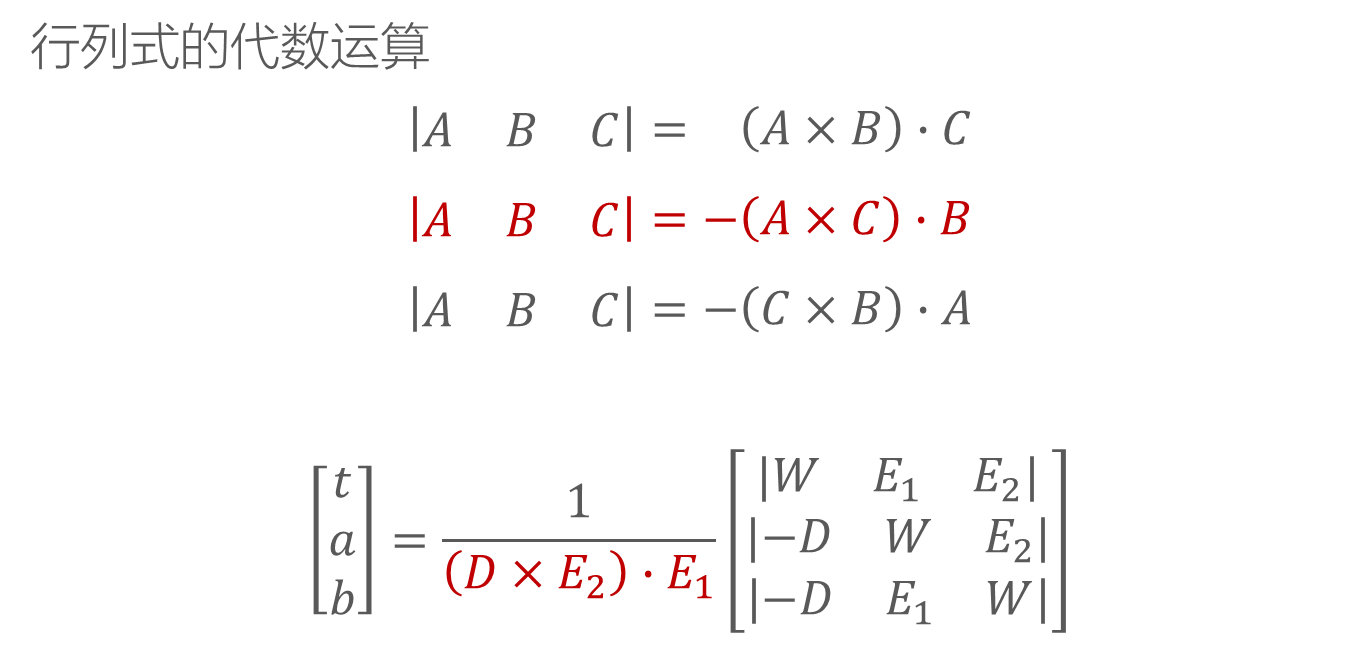 行列式的代数运算
|A B C| = (A × B) · C
|A B C| = −(A × C) · B
|A B C| = −(C × B) · A
[t a b] = 1 / (D × E₂) · E₁ [|W E₁ E₂| |−D W E₂| |−D E₁ W|]